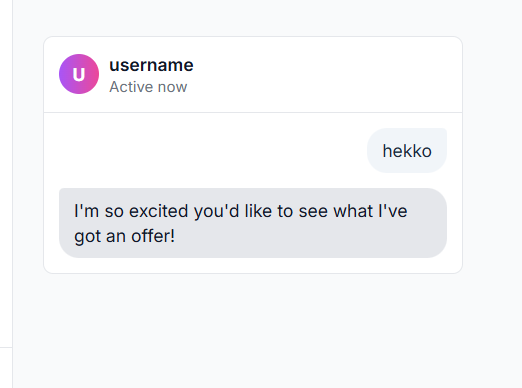 U
username
Active now
hekko
I'm so excited you'd like to see what I've
got an offer!